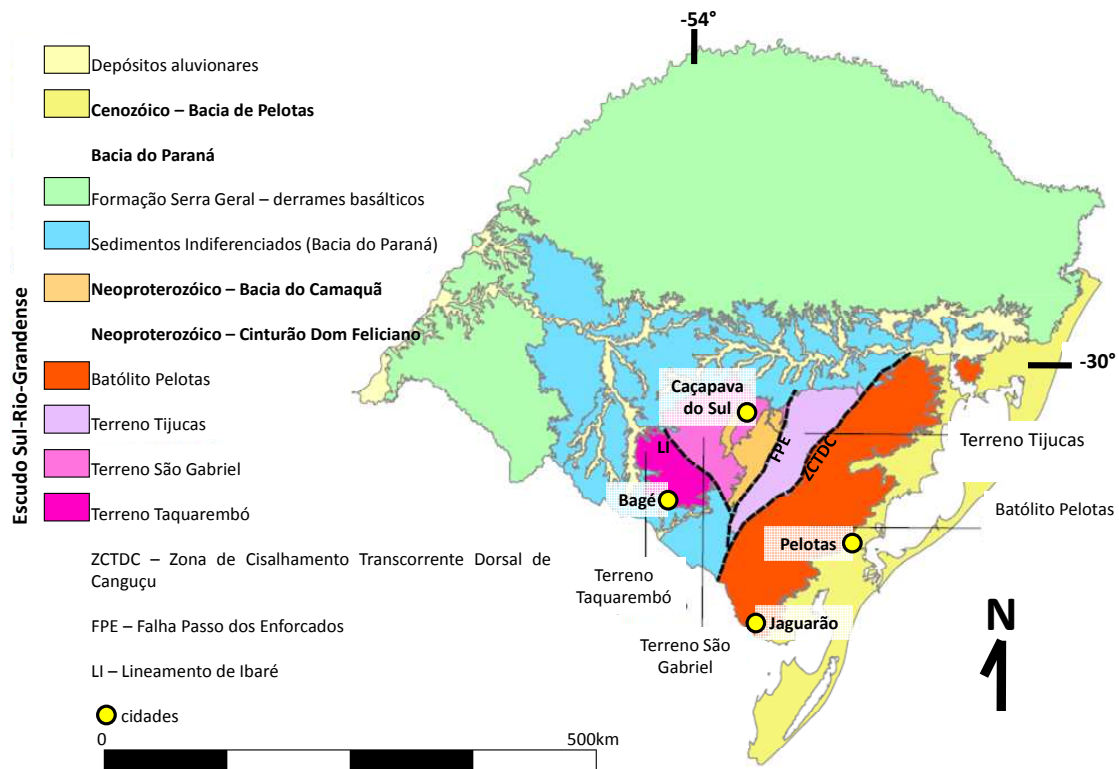 Depósitos aluvionares
Cenozóico – Bacia de Pelotas
Bacia do Paraná
Formação Serra Geral – derrames basálticos
Sedimentos Indiferenciados (Bacia do Paraná)
Neoproterozóico – Bacia do Camaquã
Neoproterozóico – Cinturão Dom Feliciano
Batólito Pelotas
Terreno Tijucas
Terreno São Gabriel
Terreno Taquarembó
Escudo Sul-Rio-Grandense
ZCTDC – Zona de Cisalhamento Transcorrente Dorsal de
Canguçu
FPE – Falha Passo dos Enforcados
LI – Lineamento de Ibaré
cidades
0
500km
-54°
-30°
Caçapava
do Sul
LI
FPE
ZCTDC
Bagé
Pelotas
Jaguarão
Terreno Tijucas
Batólito Pelotas
Terreno
Taquarembó
Terreno São
Gabriel
N